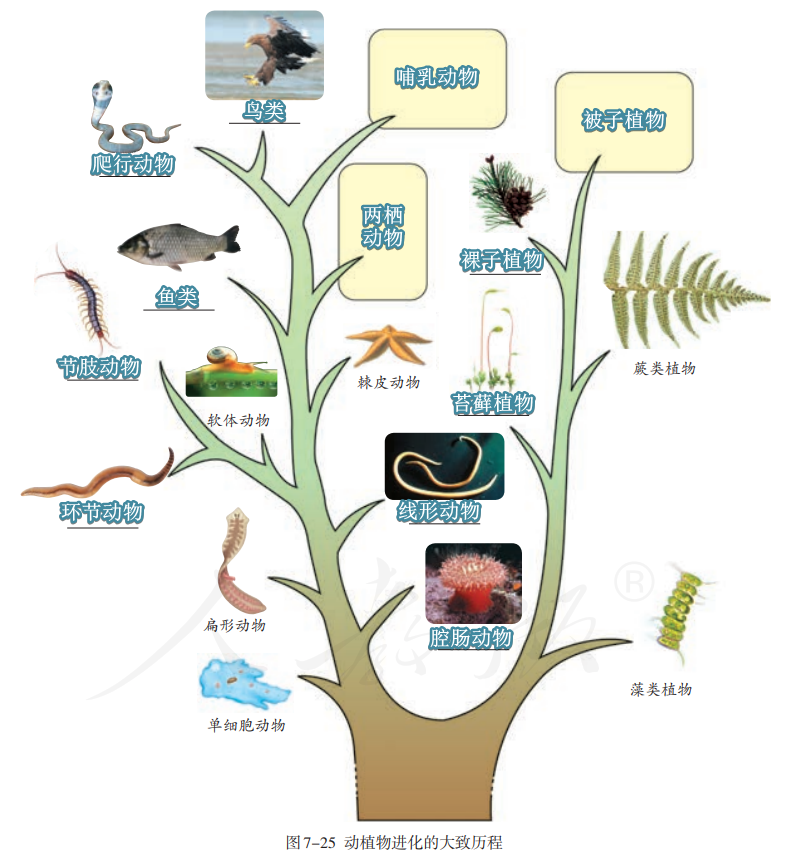 哺乳动物
鸟类
被子植物
爬行动物
两栖
动物
裸子植物
鱼类
节肢动物
棘皮动物
蕨类植物
苔藓植物
软体动物
环节动物
线形动物
扁形动物
腔肠动物
藻类植物
单细胞动物
人教版®
图7-25 动植物进化的大致历程